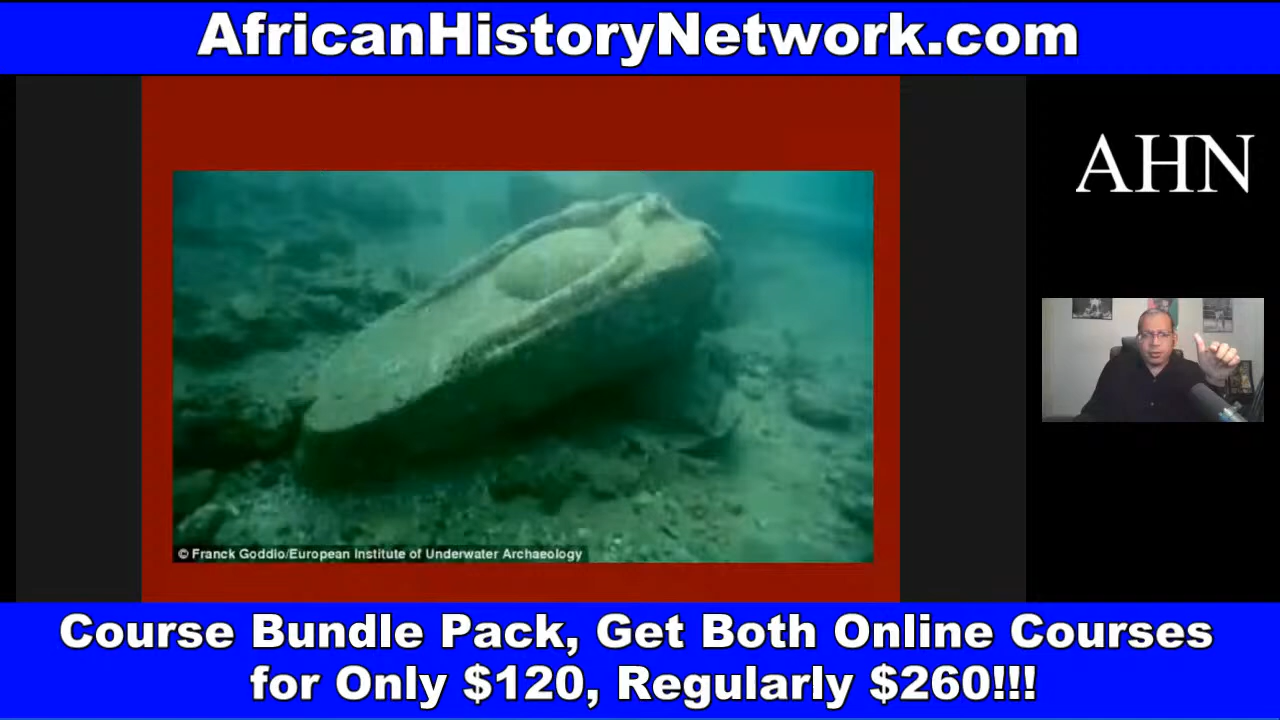 AfricanHistoryNetwork.com
AHN
© Franck Goddio/European Institute of Underwater Archaeology
Course Bundle Pack, Get Both Online Courses
for Only $120, Regularly $260!!!